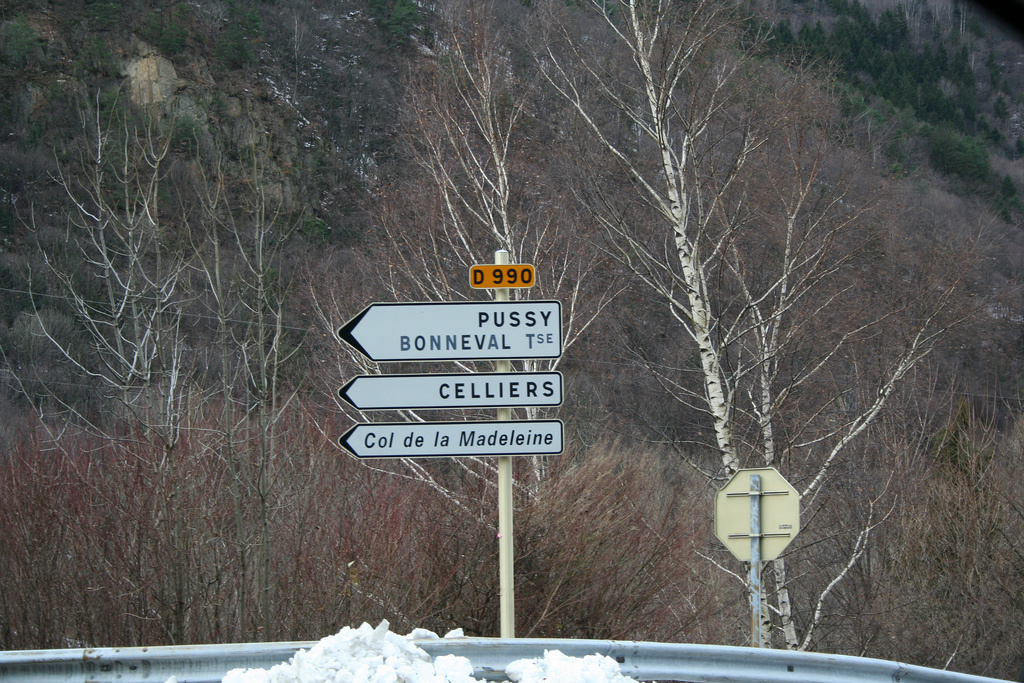 D 990
PUSSY
BONNEVAL TSE
CELLIERS
Col de la Madeleine